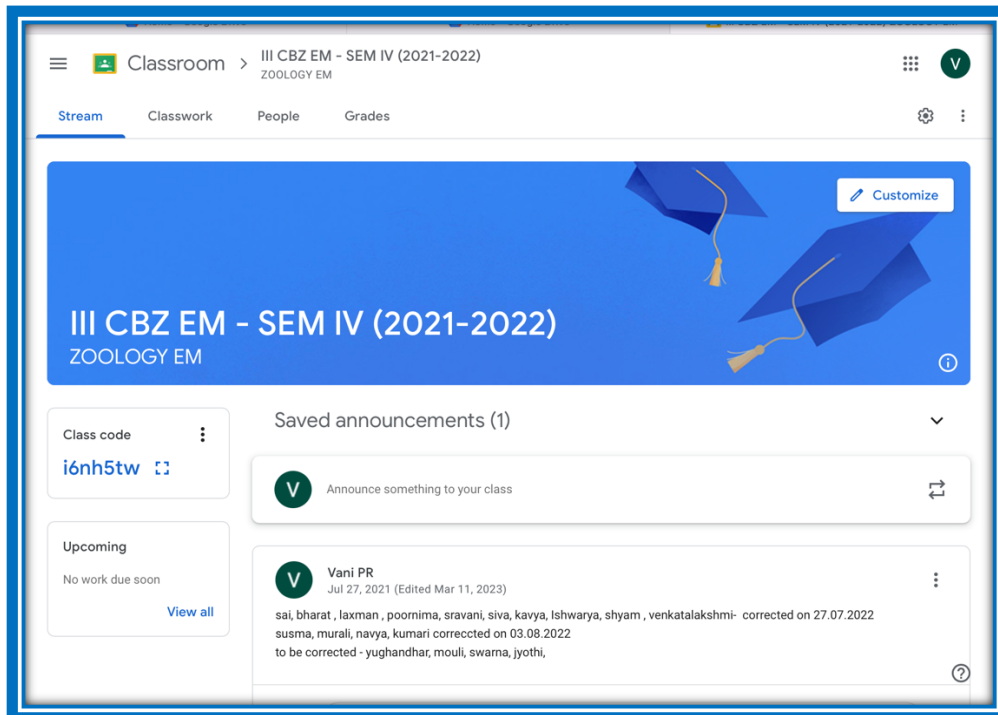 Classroom > III CBZ EM - SEM IV (2021-2022)
ZOOLOGY EM
V
Stream Classwork People Grades
Customize
III CBZ EM - SEM IV (2021-2022)
ZOOLOGY EM
Class code
i6nh5tw
Upcoming
No work due soon
View all
Saved announcements (1)
V Announce something to your class
V Vani PR
Jul 27, 2021 (Edited Mar 11, 2023)
sai, bharat , laxman , poornima, sravani, siva, kavya, Ishwarya, shyam , venkatalakshmi- corrected on 27.07.2022
susma, murali, navya, kumari correccted on 03.08.2022
to be corrected - yughandhar, mouli, swarna, jyothi,